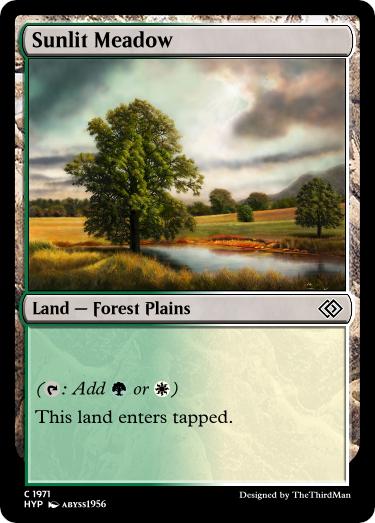 Sunlit Meadow
Land — Forest Plains
(: Add or )
This land enters tapped.
C 1971
HYP ABYSS1956
Designed by TheThirdMan